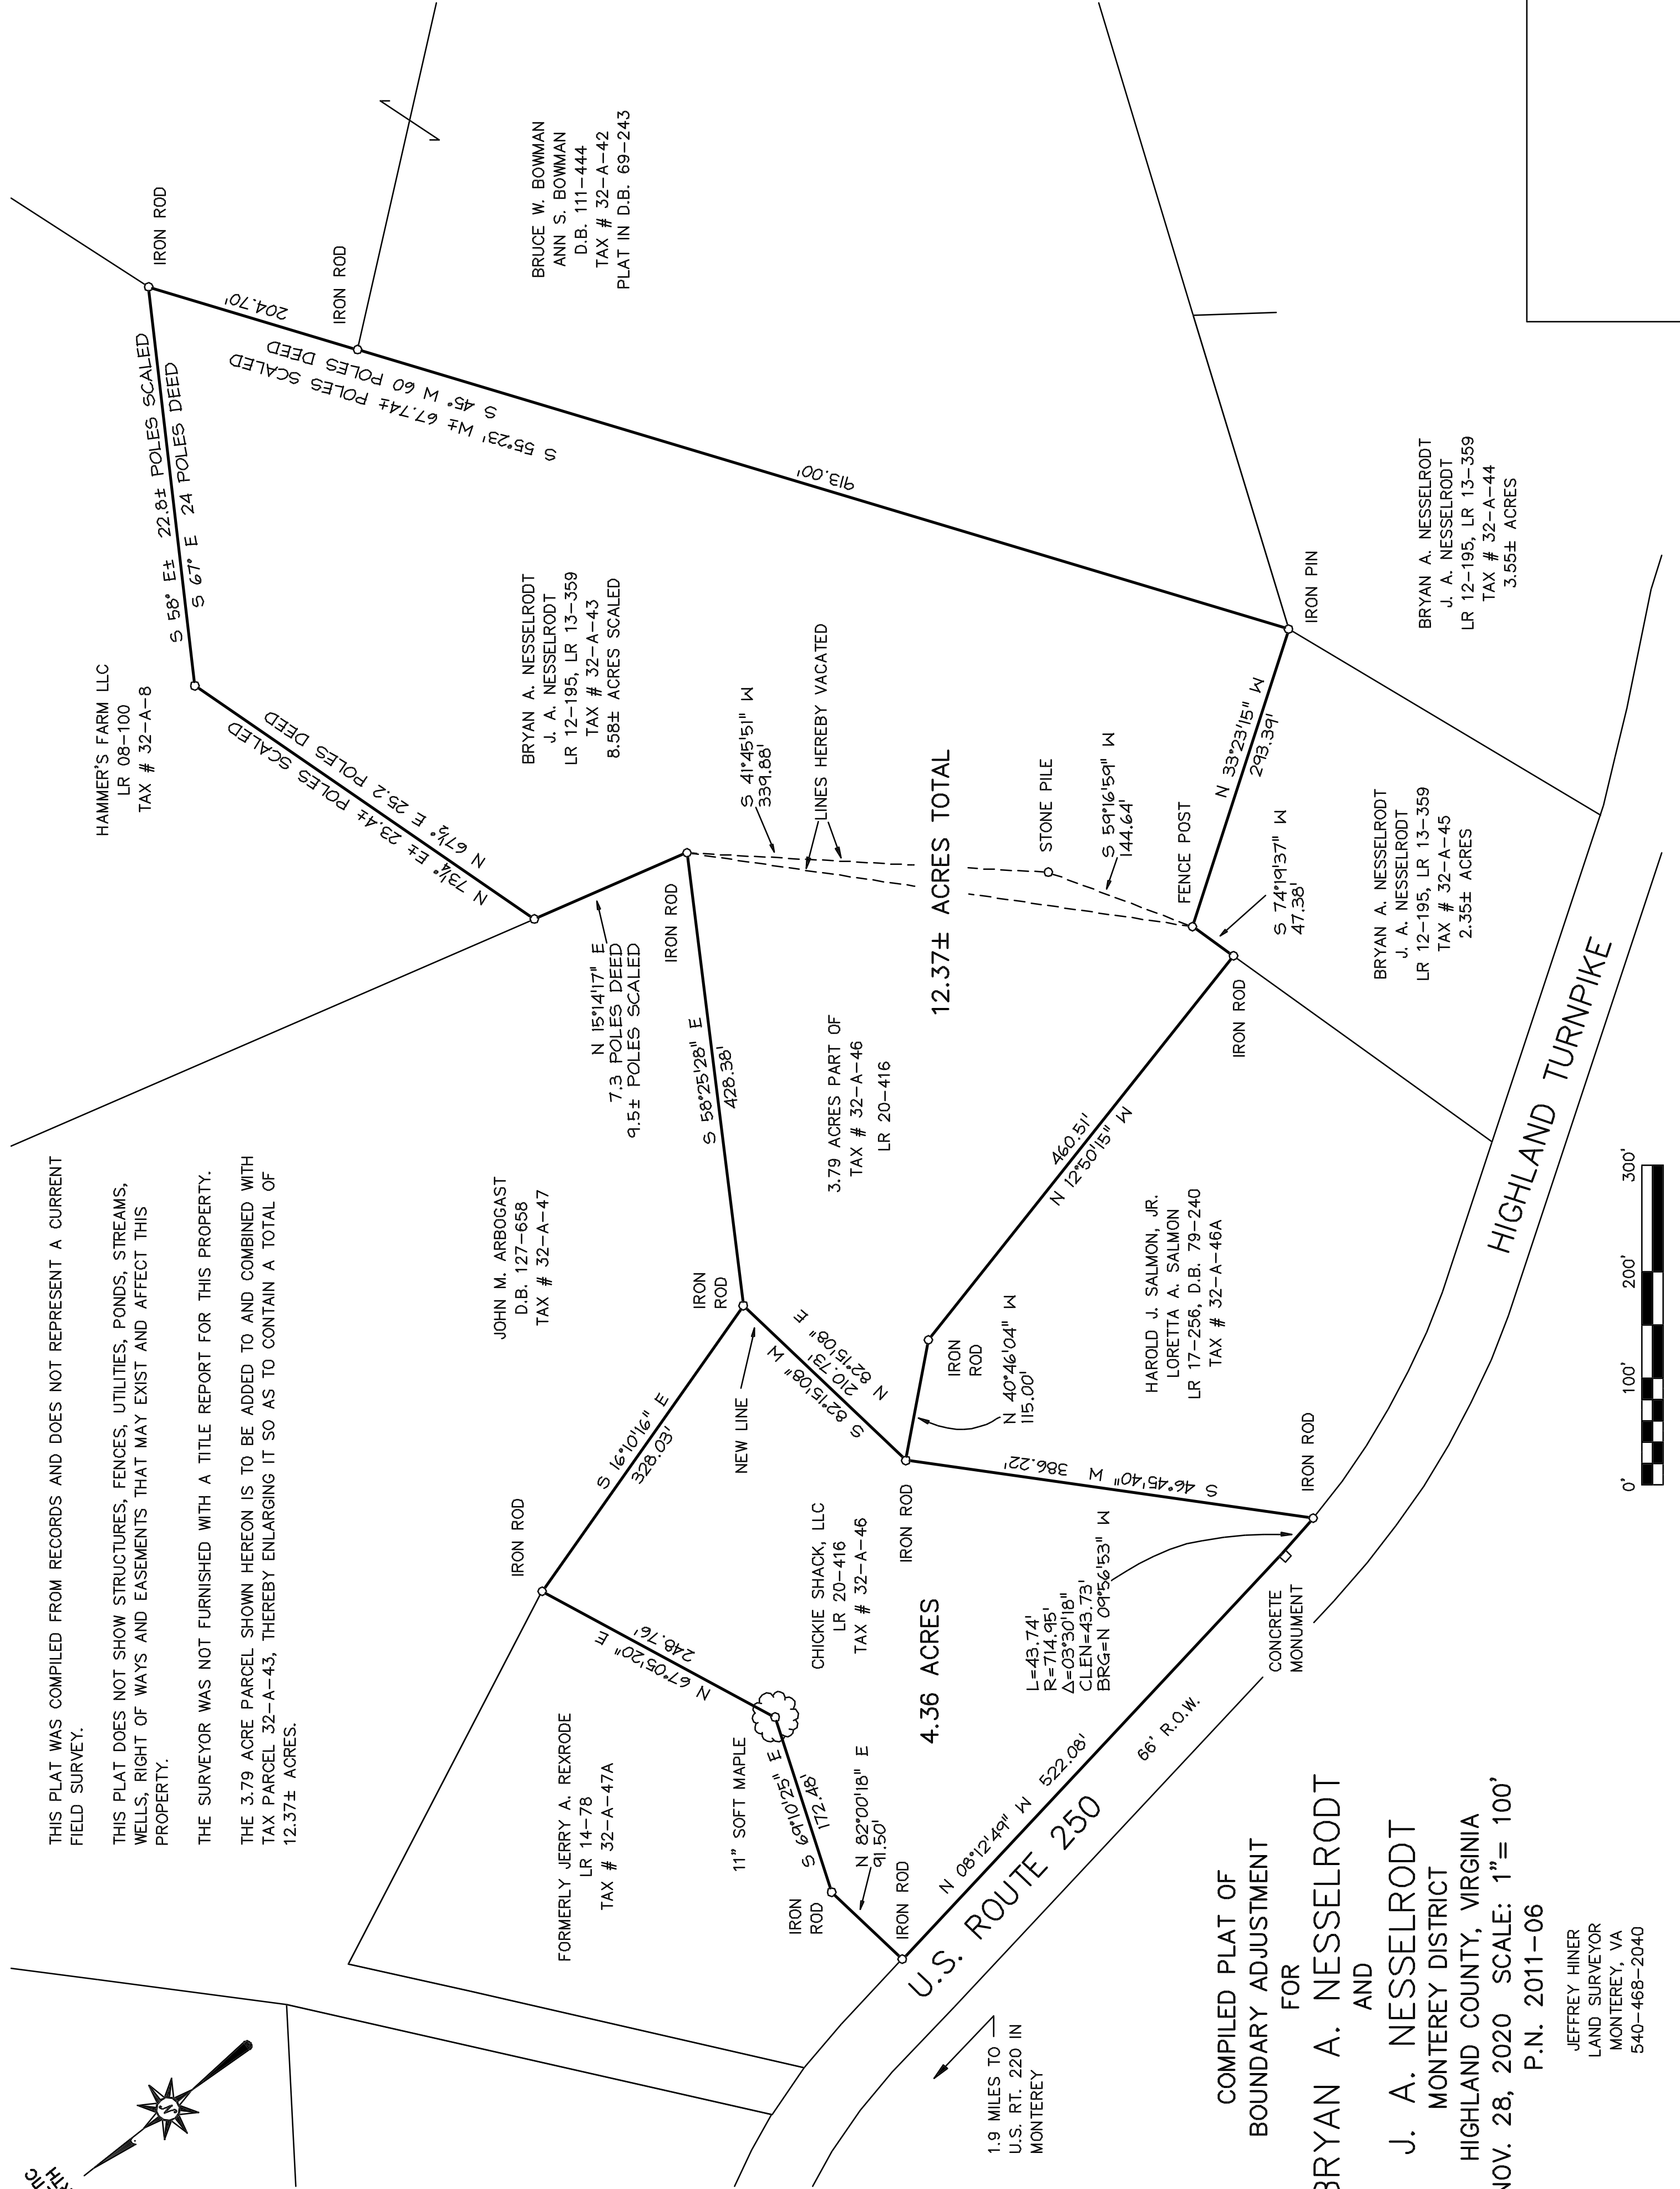 THIS PLAT WAS COMPILED FROM RECORDS AND DOES NOT REPRESENT A CURRENT
FIELD SURVEY.
THIS PLAT DOES NOT SHOW STRUCTURES, FENCES, UTILITIES, PONDS, STREAMS,
WELLS, RIGHT OF WAYS AND EASEMENTS THAT MAY EXIST AND AFFECT THIS
PROPERTY.
THE SURVEYOR WAS NOT FURNISHED WITH A TITLE REPORT FOR THIS PROPERTY.
THE 3.79 ACRE PARCEL SHOWN HEREON IS TO BE ADDED TO AND COMBINED WITH
TAX PARCEL 32-A-43, THEREBY ENLARGING IT SO AS TO CONTAIN A TOTAL OF
12.37± ACRES.
HAMMER'S FARM LLC
LR 08-100
TAX # 32-A-8
IRON ROD
S 58° E± 22.8± POLES SCALED
S 67° E 24 POLES DEED
204.70'
IRON ROD
S 45° W 60 POLES DEED
S 55°23' W± 67.74± POLES SCALED
913.00'
BRUCE W. BOWMAN
ANN S. BOWMAN
D.B. 111-444
TAX # 32-A-42
PLAT IN D.B. 69-243
N 67½° E 25.2 POLES DEED
N 73¼° E± 23.4± POLES SCALED
BRYAN A. NESSELRODT
J. A. NESSELRODT
LR 12-195, LR 13-359
TAX # 32-A-43
8.58± ACRES SCALED
N 15°14'17" E
7.3 POLES DEED
9.5± POLES SCALED
IRON ROD
S 41°45'51" W
339.88'
LINES HEREBY VACATED
12.37± ACRES TOTAL
STONE PILE
S 59°16'59" W
144.64'
FENCE POST
N 33°23'15" W
293.39'
IRON PIN
S 74°19'37" W
47.38'
IRON ROD
BRYAN A. NESSELRODT
J. A. NESSELRODT
LR 12-195, LR 13-359
TAX # 32-A-44
3.55± ACRES
BRYAN A. NESSELRODT
J. A. NESSELRODT
LR 12-195, LR 13-359
TAX # 32-A-45
2.35± ACRES
JOHN M. ARBOGAST
D.B. 127-658
TAX # 32-A-47
S 58°25'28" E
428.38'
3.79 ACRES PART OF
TAX # 32-A-46
LR 20-416
460.51'
N 12°50'15" W
IRON
ROD
NEW LINE
N 82°15'08" E
210.73'
S 82°15'08" W
IRON
ROD
N 40°46'04" W
115.00'
HAROLD J. SALMON, JR.
LORETTA A. SALMON
LR 17-256, D.B. 79-240
TAX # 32-A-46A
HIGHLAND TURNPIKE
IRON ROD
S 16°10'16" E
328.03'
IRON ROD
S 46°45'40" W 386.22'
IRON ROD
CHICKIE SHACK, LLC
LR 20-416
TAX # 32-A-46
4.36 ACRES
L=43.74'
R=714.95'
Δ=03°30'18"
CLEN=43.73'
BRG=N 09°56'53" W
CONCRETE
MONUMENT
N 67°05'20" E
248.76'
FORMERLY JERRY A. REXRODE
LR 14-78
TAX # 32-A-47A
11" SOFT MAPLE
S 69°10'25" E
172.48'
IRON
ROD
N 82°00'18" E
91.50'
IRON ROD
N 08°12'49" W 522.08'
66' R.O.W.
U.S. ROUTE 250
1.9 MILES TO
U.S. RT. 220 IN
MONTEREY
N
COMPILED PLAT OF
BOUNDARY ADJUSTMENT
FOR
BRYAN A. NESSELRODT
AND
J. A. NESSELRODT
MONTEREY DISTRICT
HIGHLAND COUNTY, VIRGINIA
NOV. 28, 2020 SCALE: 1"= 100'
P.N. 2011-06
JEFFREY HINER
LAND SURVEYOR
MONTEREY, VA
540-468-2040
0' 100' 200' 300'